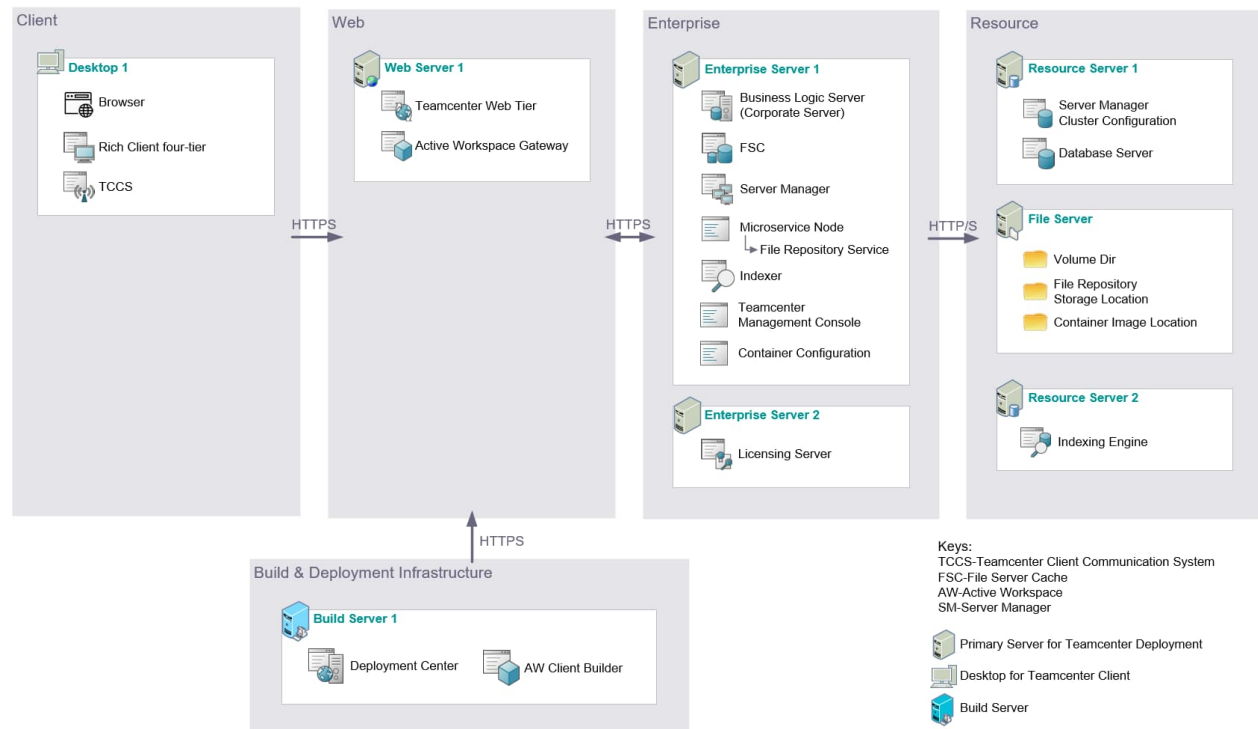 Client
Desktop 1
Browser
Rich Client four-tier
TCCS
HTTPS
Web
Web Server 1
Teamcenter Web Tier
Active Workspace Gateway
HTTPS
Enterprise
Enterprise Server 1
Business Logic Server
(Corporate Server)
FSC
Server Manager
Microservice Node
File Repository Service
Indexer
Teamcenter
Management Console
Container Configuration
Enterprise Server 2
Licensing Server
HTTP/S
Resource
Resource Server 1
Server Manager
Cluster Configuration
Database Server
File Server
Volume Dir
File Repository
Storage Location
Container Image Location
Resource Server 2
Indexing Engine
HTTPS
Build & Deployment Infrastructure
Build Server 1
Deployment Center
AW Client Builder
Keys:
TCCS-Teamcenter Client Communication System
FSC-File Server Cache
AW-Active Workspace
SM-Server Manager
Primary Server for Teamcenter Deployment
Desktop for Teamcenter Client
Build Server